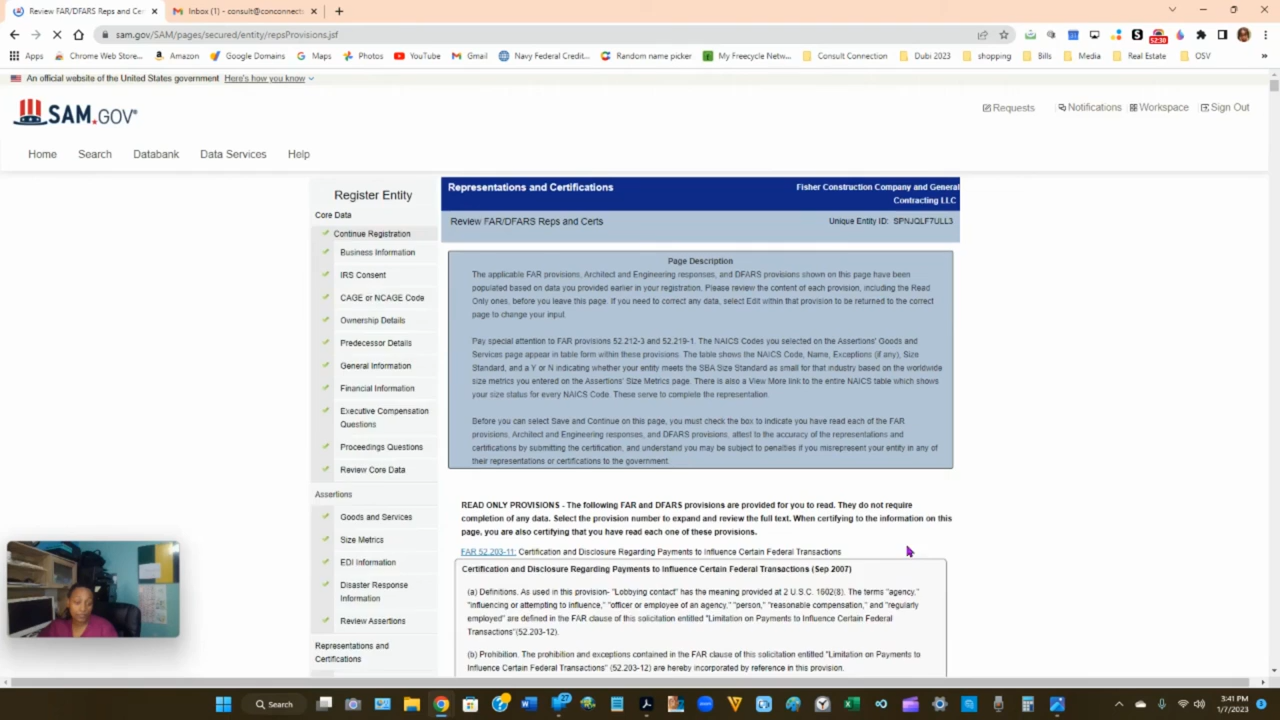 Review FAR/DFARS Reps and Cer
Inbox (1) - consult@conconnects
sam.gov/SAM/pages/secured/entity/repsProvisions.jsf
52:30
Apps
Chrome Web Store...
Amazon
Google Domains
Maps
Photos
YouTube
Gmail
Navy Federal Credit...
Random name picker
My Freecycle Netw...
Consult Connection
Dubi 2023
shopping
Bills
Media
Real Estate
OSV
»
An official website of the United States government Here's how you know
SAM.GOV®
Requests
Notifications
Workspace
Sign Out
Home
Search
Databank
Data Services
Help
Register Entity
Core Data
Continue Registration
Business Information
IRS Consent
CAGE or NCAGE Code
Ownership Details
Predecessor Details
General Information
Financial Information
Executive Compensation
Questions
Proceedings Questions
Review Core Data
Assertions
Goods and Services
Size Metrics
EDI Information
Disaster Response
Information
Review Assertions
Representations and
Certifications
Representations and Certifications
Fisher Construction Company and General
Contracting LLC
Review FAR/DFARS Reps and Certs
Unique Entity ID: SPNJQLF7ULL3
Page Description
The applicable FAR provisions, Architect and Engineering responses, and DFARS provisions shown on this page have been
populated based on data you provided earlier in your registration. Please review the content of each provision, including the Read
Only ones, before you leave this page. If you need to correct any data, select Edit within that provision to be returned to the correct
page to change your input.
Pay special attention to FAR provisions 52.212-3 and 52.219-1. The NAICS Codes you selected on the Assertions' Goods and
Services page appear in table form within these provisions. The table shows the NAICS Code, Name, Exceptions (if any), Size
Standard, and a Y or N indicating whether your entity meets the SBA Size Standard as small for that industry based on the worldwide
size metrics you entered on the Assertions' Size Metrics page. There is also a View More link to the entire NAICS table which shows
your size status for every NAICS Code. These serve to complete the representation.
Before you can select Save and Continue on this page, you must check the box to indicate you have read each of the FAR
provisions, Architect and Engineering responses, and DFARS provisions, attest to the accuracy of the representations and
certifications by submitting the certification, and understand you may be subject to penalties if you misrepresent your entity in any of
their representations or certifications to the government.
READ ONLY PROVISIONS - The following FAR and DFARS provisions are provided for you to read. They do not require
completion of any data. Select the provision number to expand and review the full text. When certifying to the information on this
page, you are also certifying that you have read each one of these provisions.
FAR 52.203-11: Certification and Disclosure Regarding Payments to Influence Certain Federal Transactions
Certification and Disclosure Regarding Payments to Influence Certain Federal Transactions (Sep 2007)
(a) Definitions. As used in this provision- "Lobbying contact" has the meaning provided at 2 U.S.C. 1602(8). The terms "agency,"
"influencing or attempting to influence," "officer or employee of an agency," "person," "reasonable compensation," and "regularly
employed" are defined in the FAR clause of this solicitation entitled "Limitation on Payments to Influence Certain Federal
Transactions"(52.203-12).
(b) Prohibition. The prohibition and exceptions contained in the FAR clause of this solicitation entitled "Limitation on Payments to
Influence Certain Federal Transactions" (52.203-12) are hereby incorporated by reference in this provision.
Search
27
3:41 PM
1/7/2023